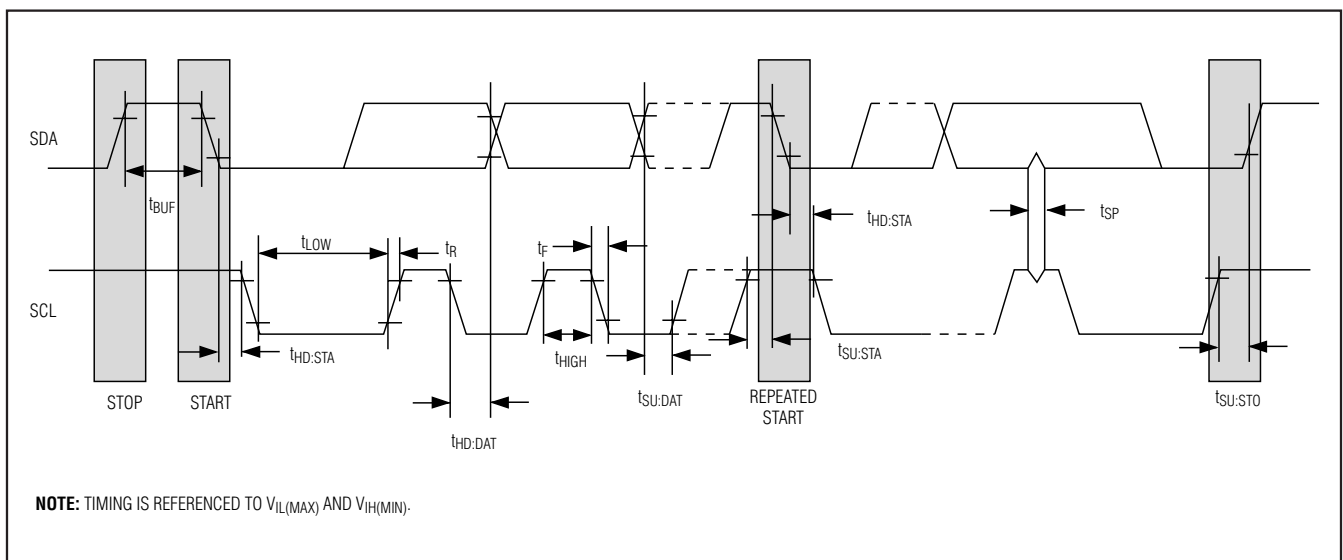 SDA
tBUF
tLOW
tR
tF
tHD:STA
tSP
SCL
tHD:STA
tHIGH
tSU:STA
tSU:DAT
tSU:STO
STOP
START
REPEATED
START
tHD:DAT
NOTE: TIMING IS REFERENCED TO VIL(MAX) AND VIH(MIN).